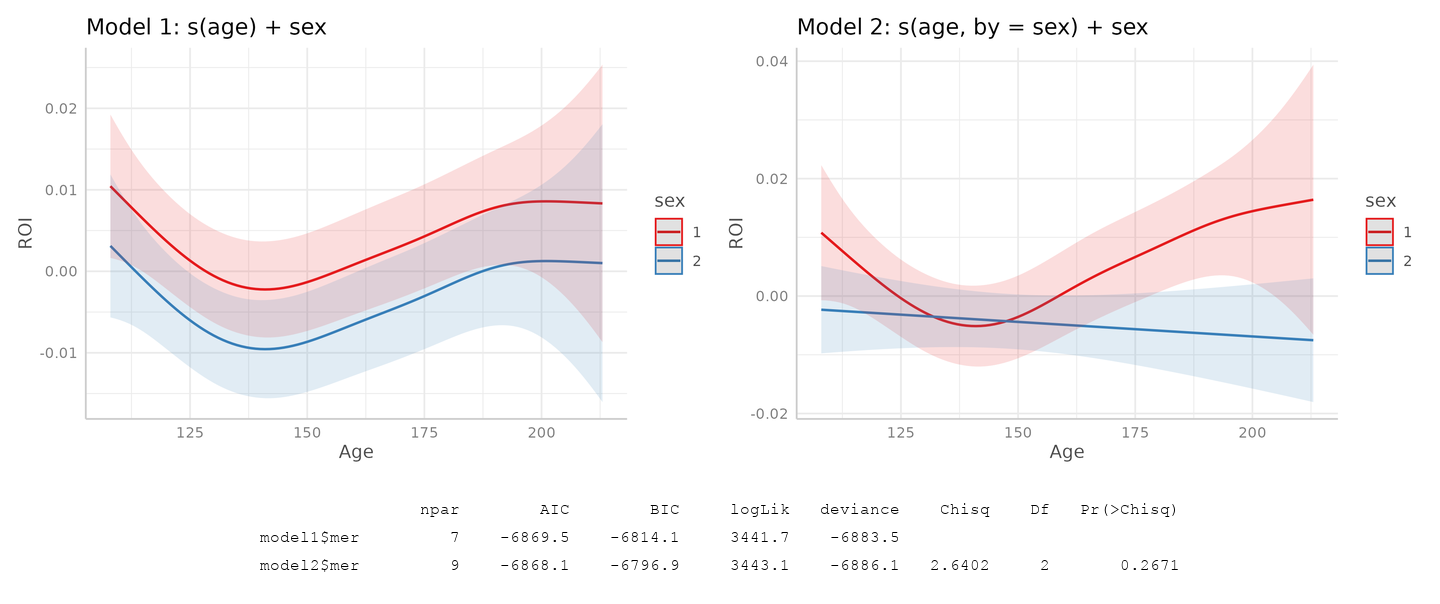 Model 1: s(age) + sex
0.02
0.01
0.00
-0.01
ROI
125 150 175 200
Age
sex
1
2
Model 2: s(age, by = sex) + sex
0.04
0.02
0.00
-0.02
ROI
125 150 175 200
Age
sex
1
2
npar AIC BIC logLik deviance Chisq Df Pr(>Chisq)
model1$mer 7 -6869.5 -6814.1 3441.7 -6883.5
model2$mer 9 -6868.1 -6796.9 3443.1 -6886.1 2.6402 2 0.2671